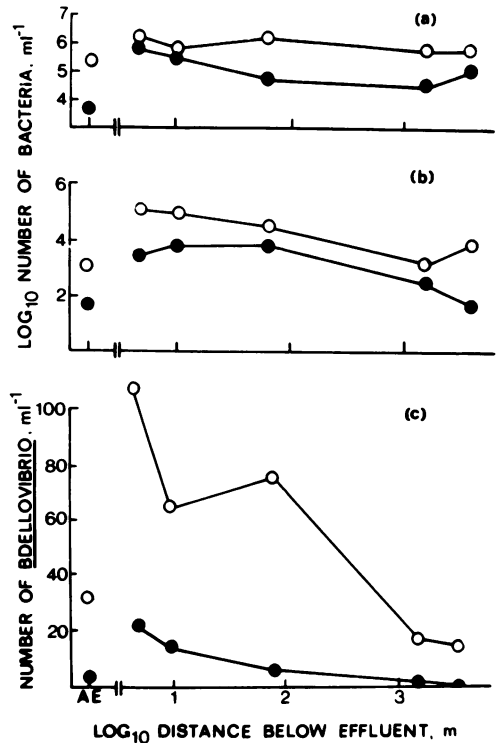 (a)
7
6
5
4
(b)
6
4
2
LOG10 NUMBER OF BACTERIA, ml-1
(c)
100
80
60
40
20
NUMBER OF BDELLOVIBRIO, ml-1
AE 1 2 3
LOG10 DISTANCE BELOW EFFLUENT, m